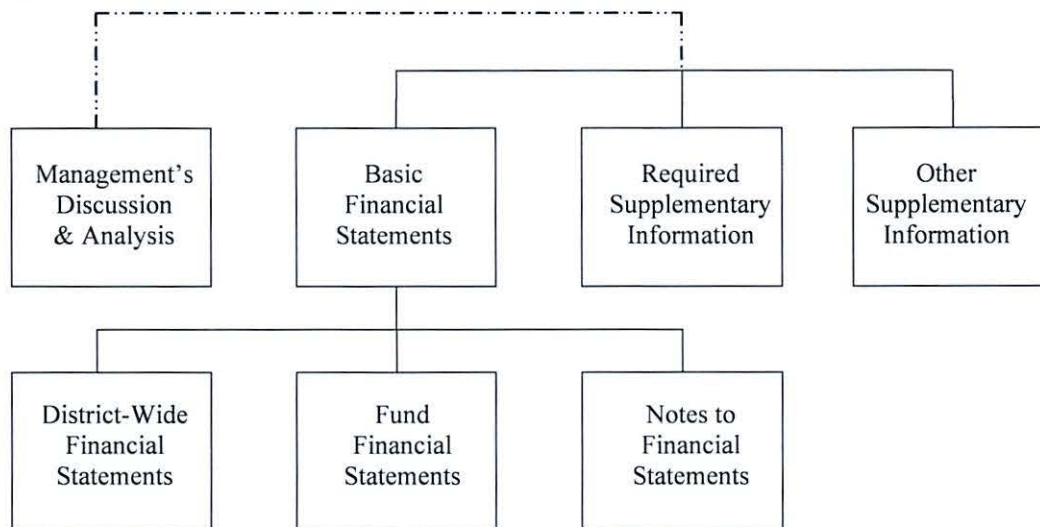 Management’s
Discussion
& Analysis
Basic
Financial
Statements
Required
Supplementary
Information
Other
Supplementary
Information
District-Wide
Financial
Statements
Fund
Financial
Statements
Notes to
Financial
Statements